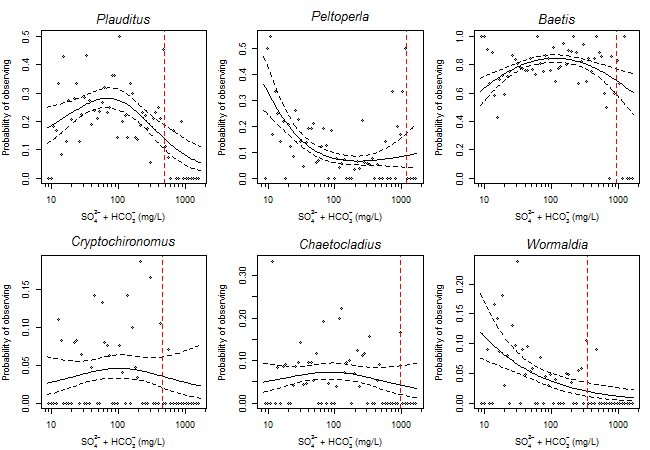 Plauditus
Peltoperla
Baetis
Probability of observing
0.0 0.1 0.2 0.3 0.4 0.5
10 100 1000
SO₄²⁻ + HCO₃⁻ (mg/L)
Probability of observing
0.0 0.1 0.2 0.3 0.4 0.5
10 100 1000
SO₄²⁻ + HCO₃⁻ (mg/L)
Probability of observing
0.0 0.2 0.4 0.6 0.8 1.0
10 100 1000
SO₄²⁻ + HCO₃⁻ (mg/L)
Cryptochironomus
Chaetocladius
Wormaldia
Probability of observing
0.00 0.05 0.10 0.15
10 100 1000
SO₄²⁻ + HCO₃⁻ (mg/L)
Probability of observing
0.00 0.10 0.20 0.30
10 100 1000
SO₄²⁻ + HCO₃⁻ (mg/L)
Probability of observing
0.00 0.05 0.10 0.15 0.20
10 100 1000
SO₄²⁻ + HCO₃⁻ (mg/L)